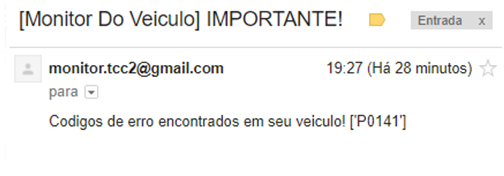 [Monitor Do Veiculo] IMPORTANTE! Entrada x
monitor.tcc2@gmail.com 19:27 (Há 28 minutos)
para
Codigos de erro encontrados em seu veiculo! ['P0141']